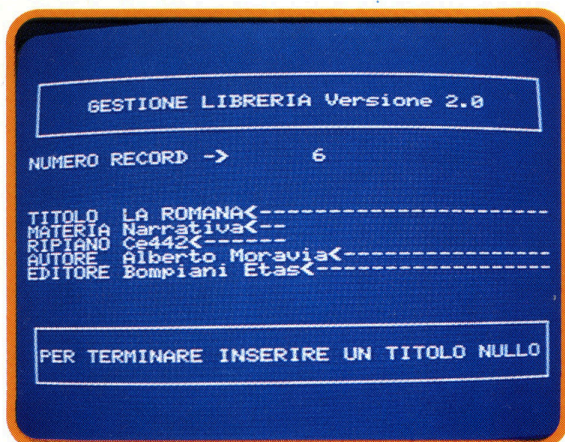 GESTIONE LIBRERIA Versione 2.0
NUMERO RECORD -> 6
TITOLO LA ROMANA<-----------------------------
MATERIA Narrativa<--
RIPIANO Ce442<------
AUTORE Alberto Moravia<-----------------------
EDITORE Bompiani Etas<------------------------
PER TERMINARE INSERIRE UN TITOLO NULLO